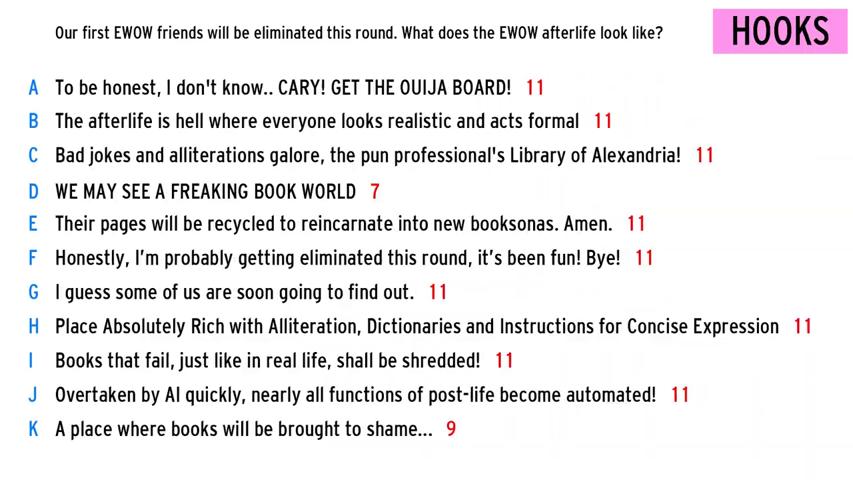 Our first EWOW friends will be eliminated this round. What does the EWOW afterlife look like?
HOOKS
A To be honest, I don't know.. CARY! GET THE OUIJA BOARD! 11
B The afterlife is hell where everyone looks realistic and acts formal 11
C Bad jokes and alliterations galore, the pun professional's Library of Alexandria! 11
D WE MAY SEE A FREAKING BOOK WORLD 7
E Their pages will be recycled to reincarnate into new booksonas. Amen. 11
F Honestly, I'm probably getting eliminated this round, it's been fun! Bye! 11
G I guess some of us are soon going to find out. 11
H Place Absolutely Rich with Alliteration, Dictionaries and Instructions for Concise Expression 11
I Books that fail, just like in real life, shall be shredded! 11
J Overtaken by AI quickly, nearly all functions of post-life become automated! 11
K A place where books will be brought to shame... 9